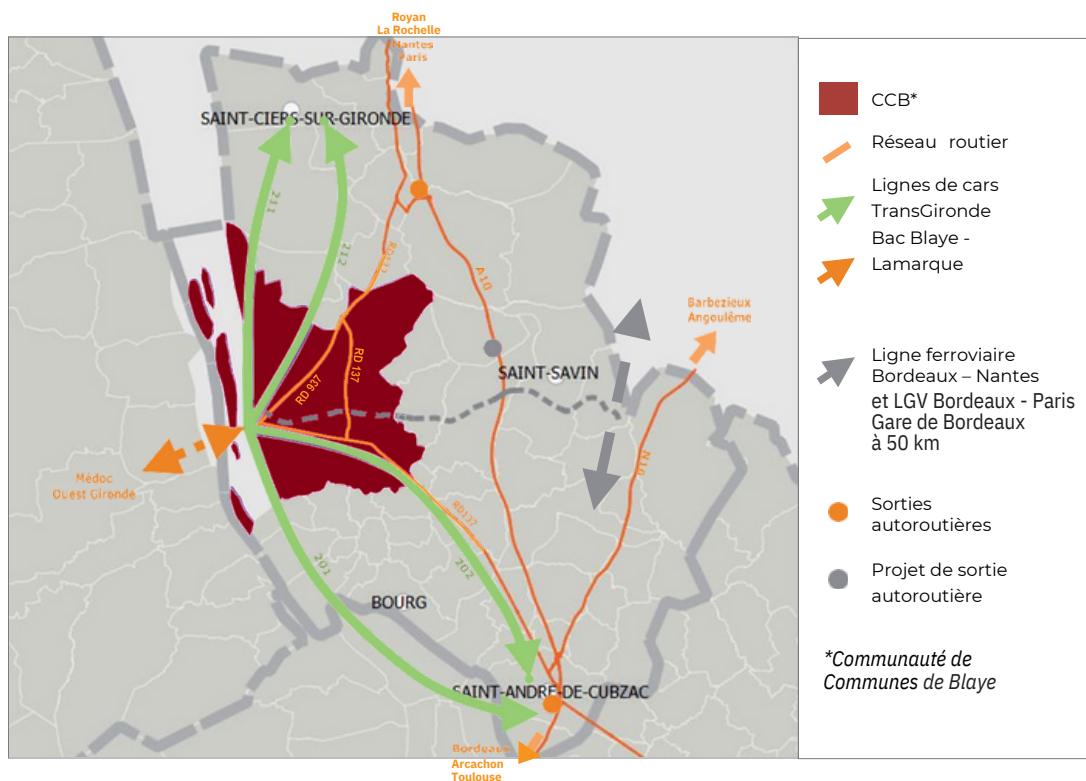 Royan
La Rochelle
Nantes
Paris
SAINT-CIERS-SUR-GIRONDE
211
212
A10
Barbezieux
Angoulême
SAINT-SAVIN
RD 937
RD 137
Médoc
Ouest Gironde
N10
RD137
201
202
BOURG
SAINT-ANDRE-DE-CUBZAC
Bordeaux
Arcachon
Toulouse
CCB*
Réseau routier
Lignes de cars
TransGironde
Bac Blaye -
Lamarque
Ligne ferroviaire
Bordeaux – Nantes
et LGV Bordeaux - Paris
Gare de Bordeaux
à 50 km
Sorties
autoroutières
Projet de sortie
autoroutière
*Communauté de
Communes de Blaye